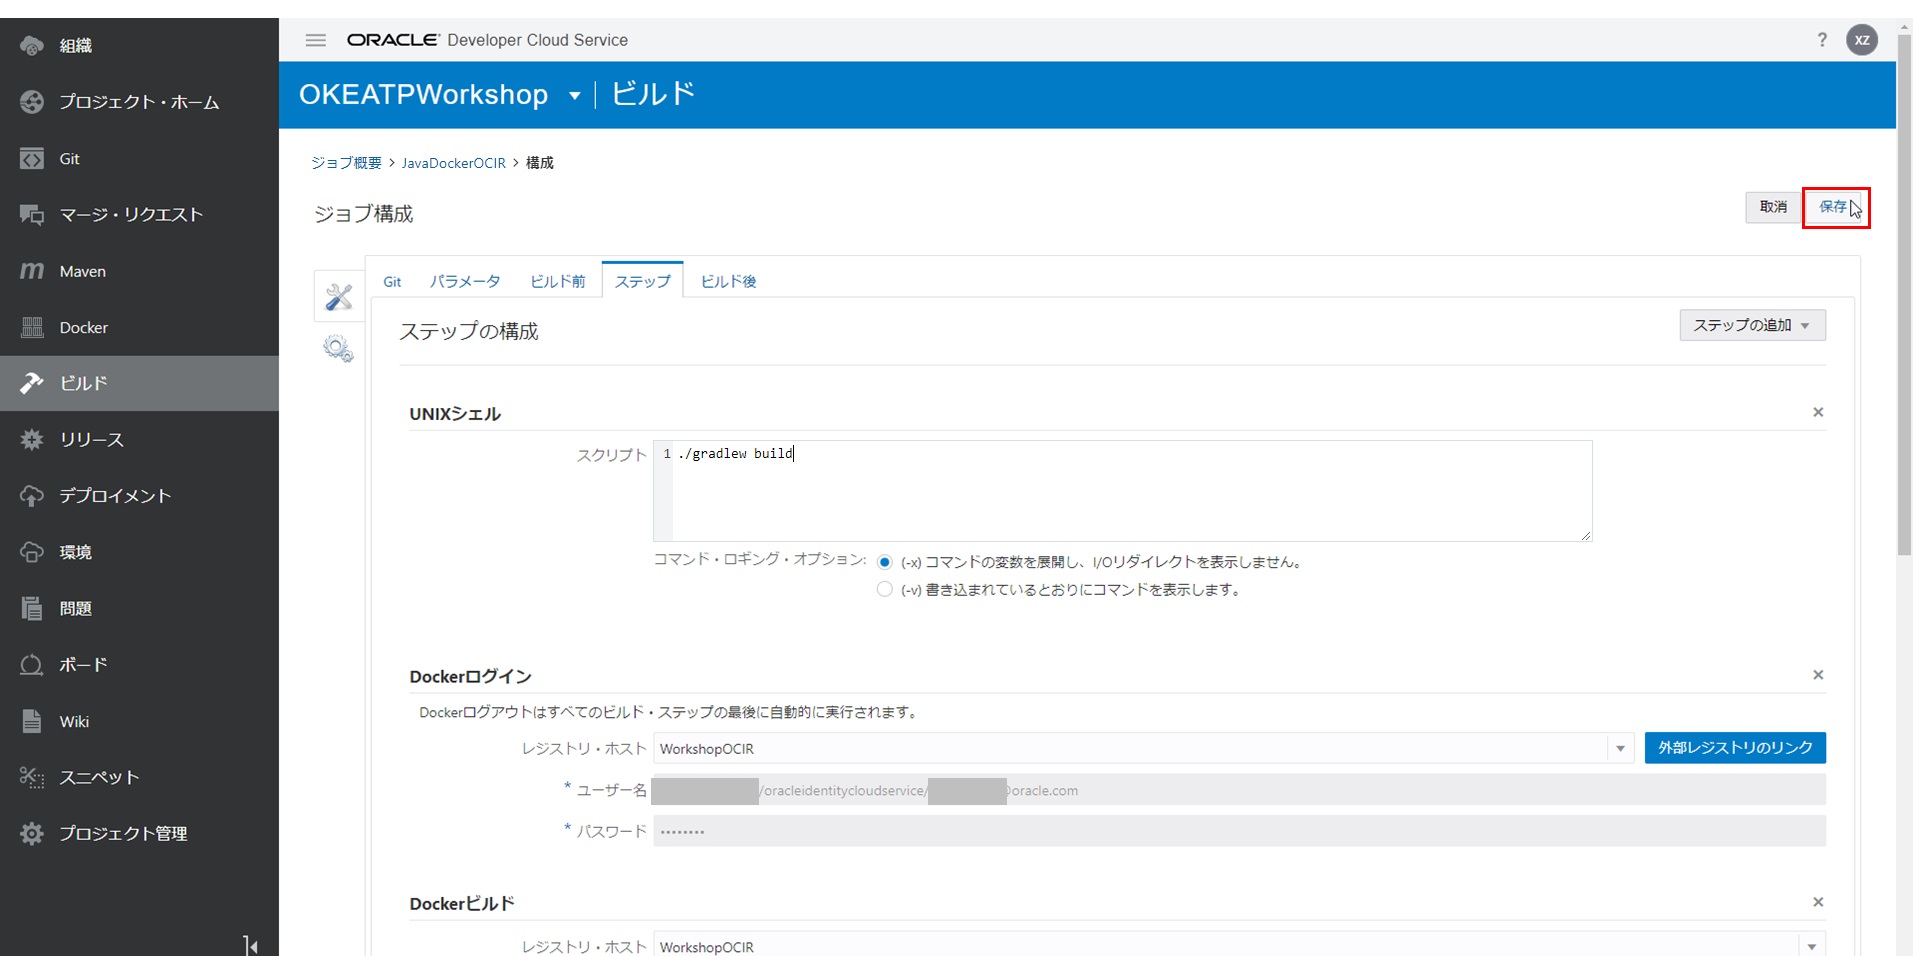 組織
プロジェクト・ホーム
Git
マージ・リクエスト
Maven
Docker
ビルド
リリース
デプロイメント
環境
問題
ボード
Wiki
スニペット
プロジェクト管理
ORACLE Developer Cloud Service
? XZ
OKEATPWorkshop | ビルド
ジョブ概要 > JavaDockerOCIR > 構成
ジョブ構成
取消 保存
Git パラメータ ビルド前 ステップ ビルド後
ステップの構成
ステップの追加
UNIXシェル
スクリプト 1 ./gradlew build
コマンド・ロギング・オプション: (-x) コマンドの変数を展開し、I/Oリダイレクトを表示しません。
(-v) 書き込まれているとおりにコマンドを表示します。
Dockerログイン
Dockerログアウトはすべてのビルド・ステップの最後に自動的に実行されます。
レジストリ・ホスト WorkshopOCIR 外部レジストリのリンク
* ユーザー名 /oracleidentitycloudservice/ @oracle.com
* パスワード ••••••••
Dockerビルド
レジストリ・ホスト WorkshopOCIR